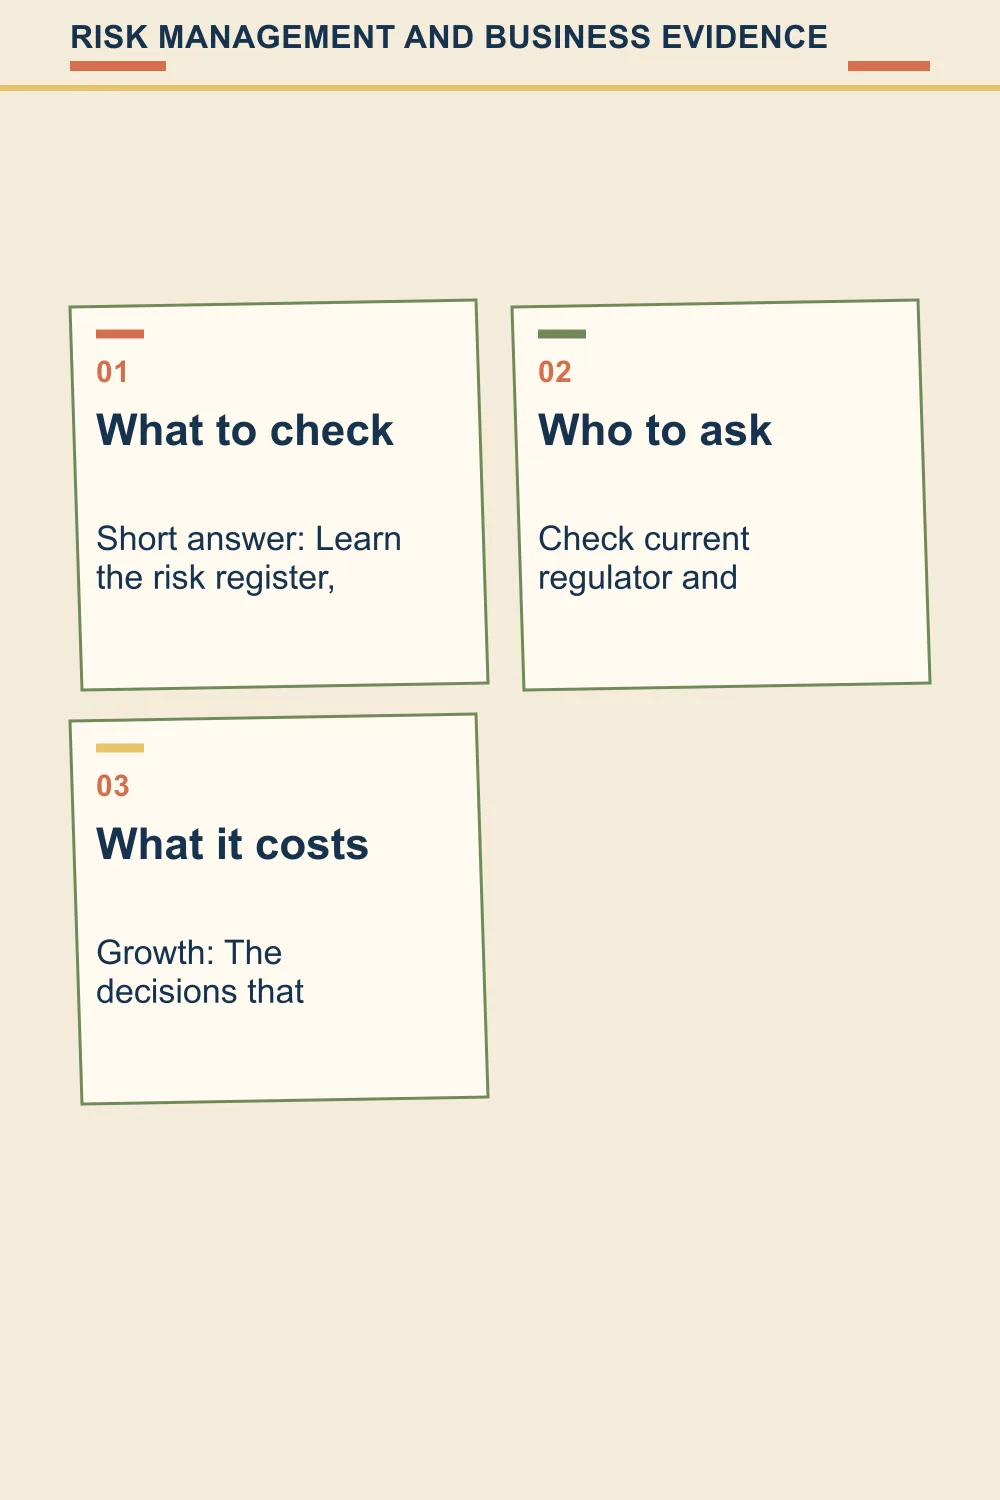 RISK MANAGEMENT AND BUSINESS EVIDENCE
01
What to check
Short answer: Learn
the risk register,
02
Who to ask
Check current
regulator and
03
What it costs
Growth: The
decisions that